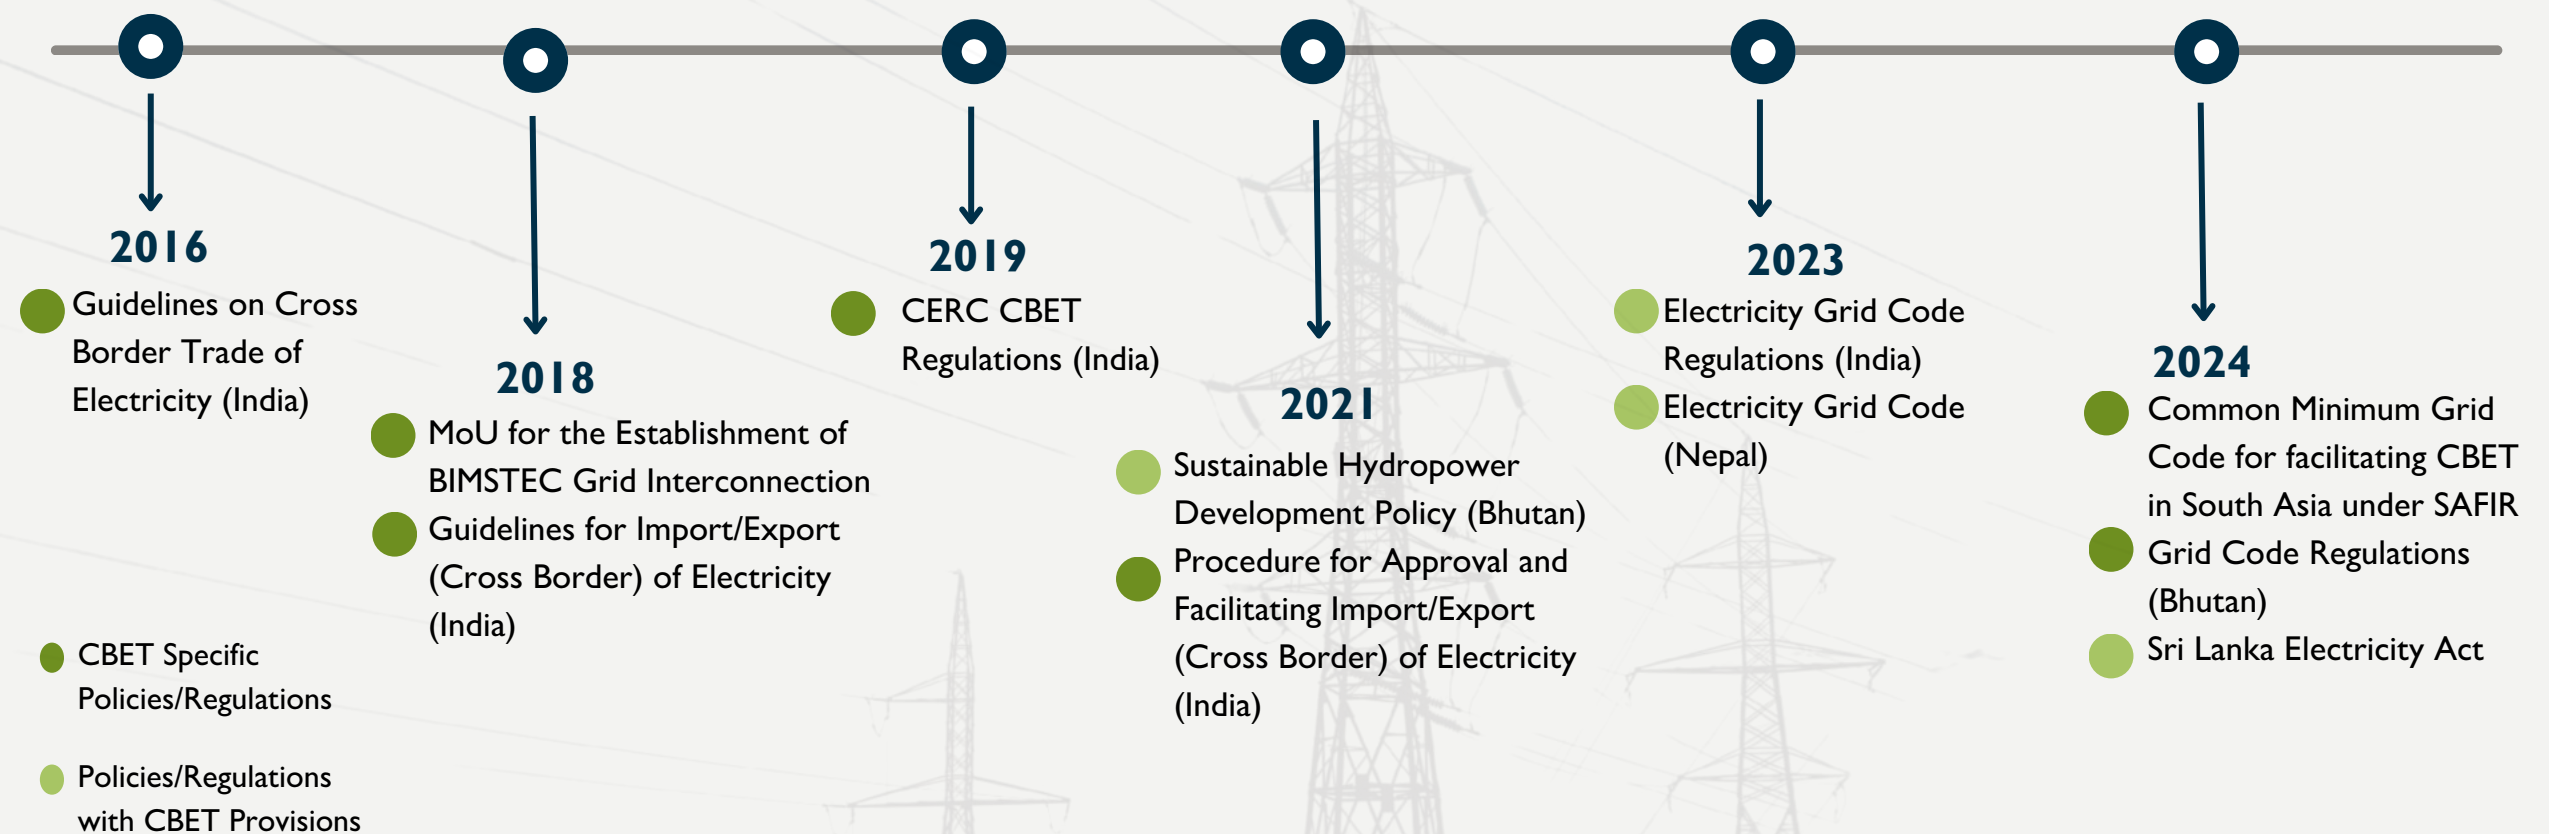 2016
Guidelines on Cross
Border Trade of
Electricity (India)
2018
MoU for the Establishment of
BIMSTEC Grid Interconnection
Guidelines for Import/Export
(Cross Border) of Electricity
(India)
2019
CERC CBET
Regulations (India)
2021
Sustainable Hydropower
Development Policy (Bhutan)
Procedure for Approval and
Facilitating Import/Export
(Cross Border) of Electricity
(India)
2023
Electricity Grid Code
Regulations (India)
Electricity Grid Code
(Nepal)
2024
Common Minimum Grid
Code for facilitating CBET
in South Asia under SAFIR
Grid Code Regulations
(Bhutan)
Sri Lanka Electricity Act
CBET Specific
Policies/Regulations
Policies/Regulations
with CBET Provisions